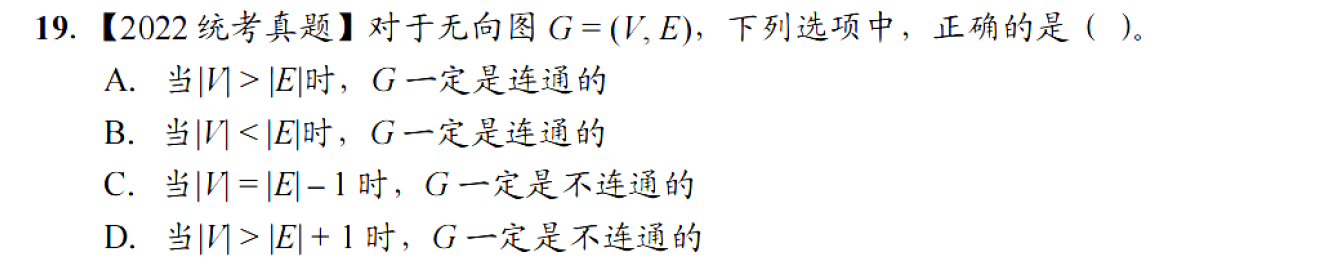 19. 【2022 统考真题】对于无向图 G = (V, E)，下列选项中，正确的是（ ）。
A. 当|V| > |E|时，G 一定是连通的
B. 当|V| < |E|时，G 一定是连通的
C. 当|V| = |E| – 1 时，G 一定是不连通的
D. 当|V| > |E| + 1 时，G 一定是不连通的